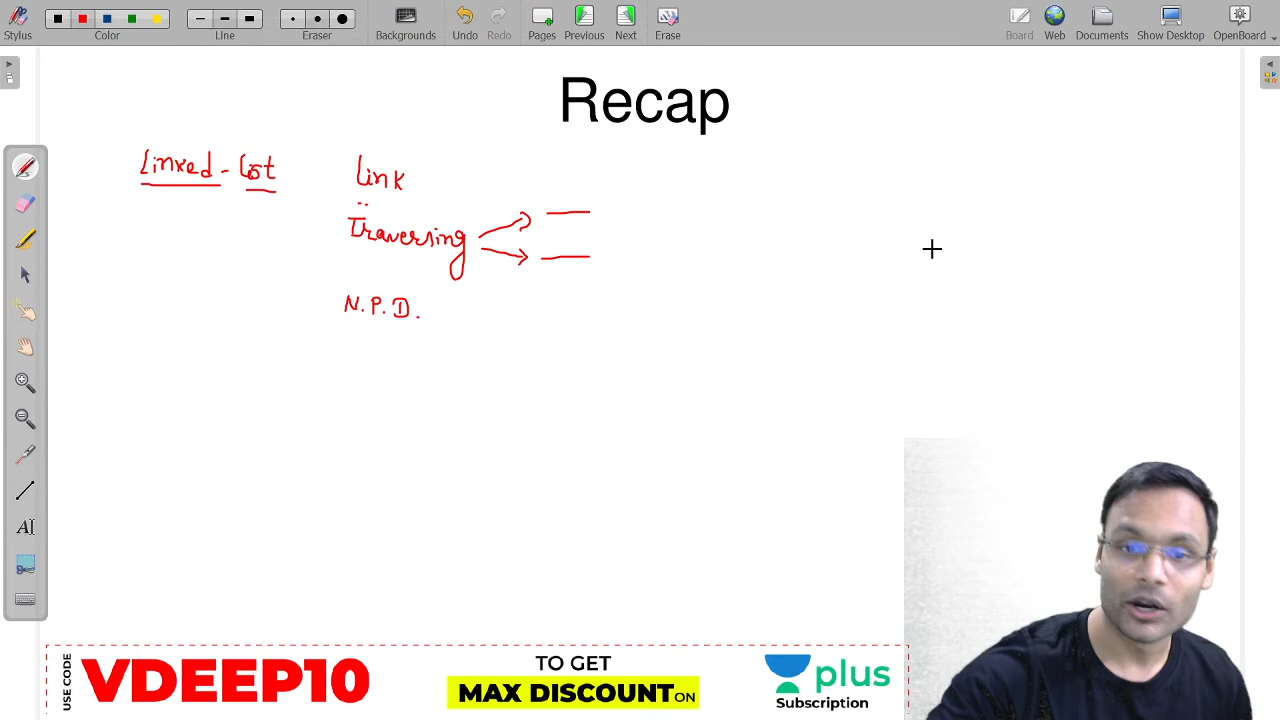 Stylus
Color
Line
Eraser
Backgrounds
Undo
Redo
Pages
Previous
Next
Erase
Board
Web
Documents
Show Desktop
OpenBoard
Recap
Linked - List
Link
Traversing
N.P.D.
AI
USE CODE
VDEEP10
TO GET
MAX DISCOUNT ON
plus
Subscription